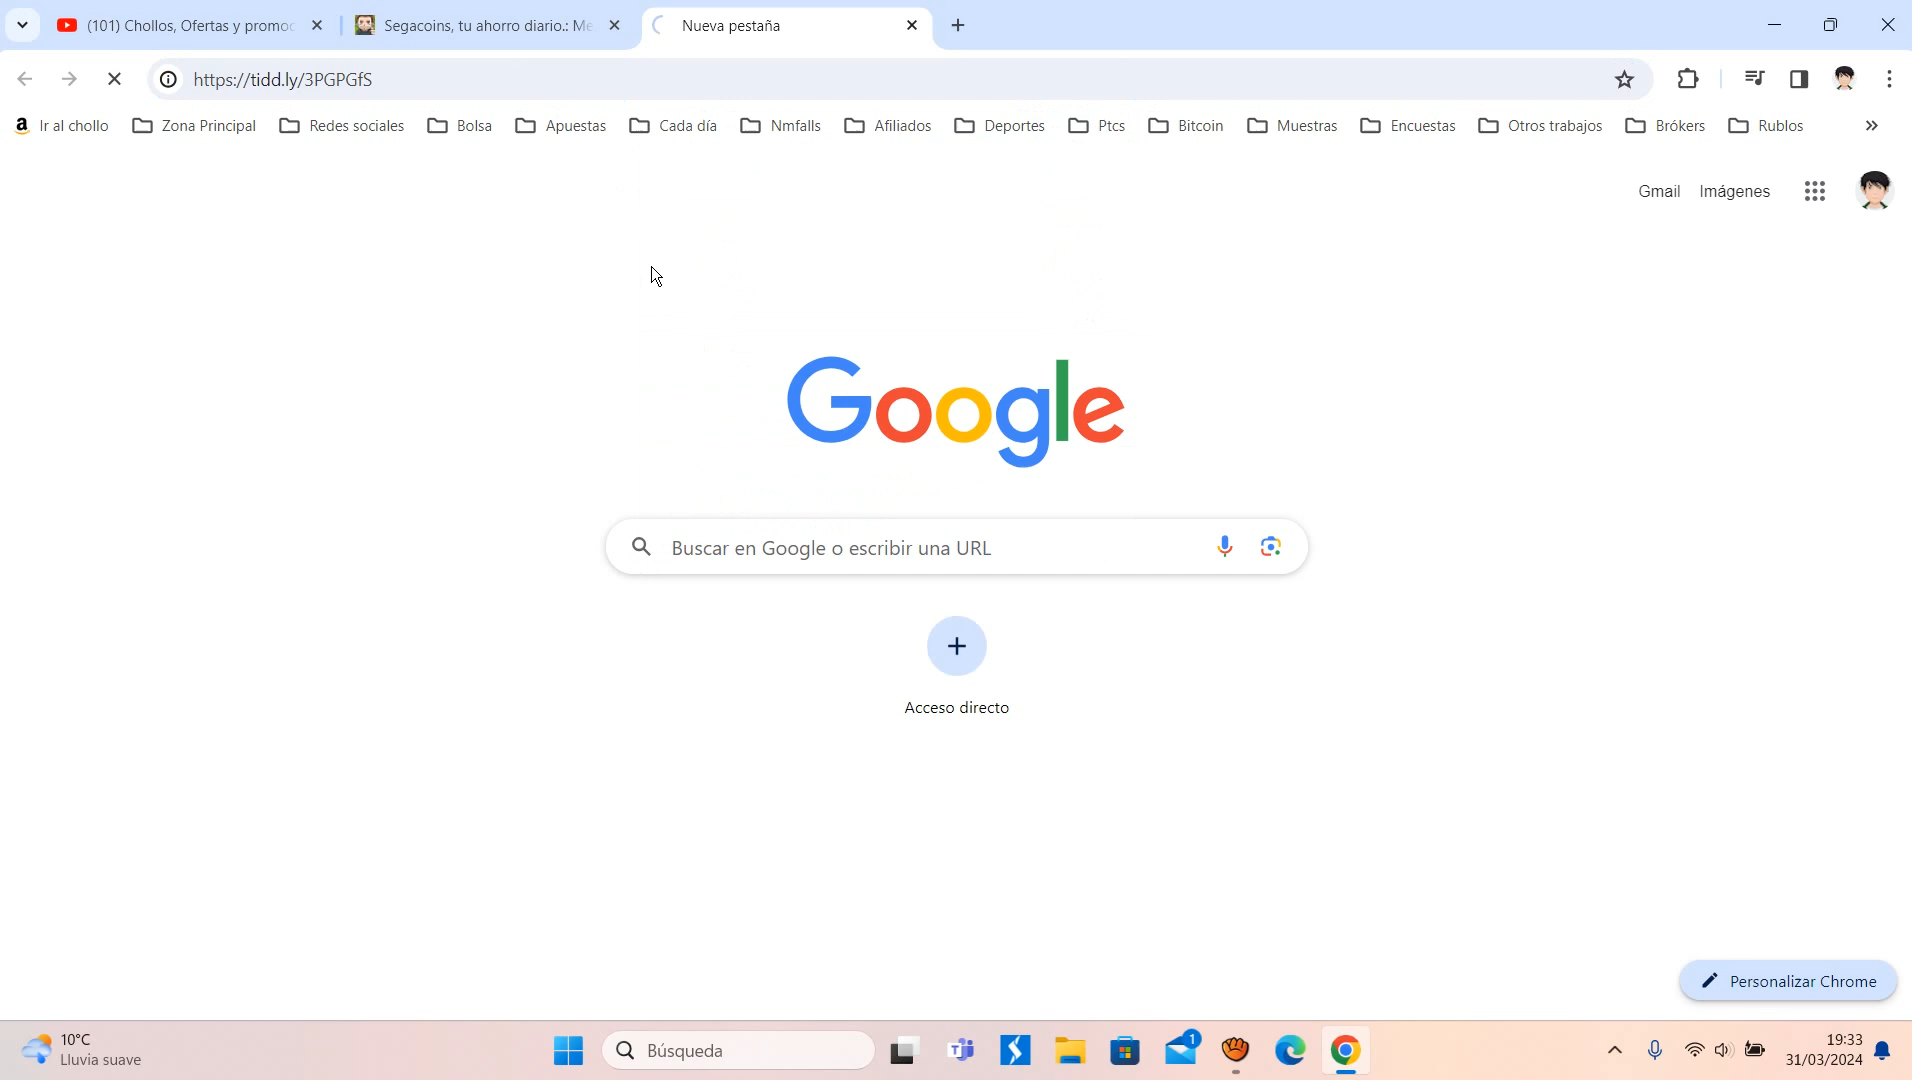 (101) Chollos, Ofertas y promoc
Segacoins, tu ahorro diario.: Me
Nueva pestaña
https://tidd.ly/3PGPGfS
Ir al chollo
Zona Principal
Redes sociales
Bolsa
Apuestas
Cada día
Nmfalls
Afiliados
Deportes
Ptcs
Bitcoin
Muestras
Encuestas
Otros trabajos
Brókers
Rublos
Gmail
Imágenes
Google
Buscar en Google o escribir una URL
Acceso directo
Personalizar Chrome
10°C
Lluvia suave
Búsqueda
1
19:33
31/03/2024